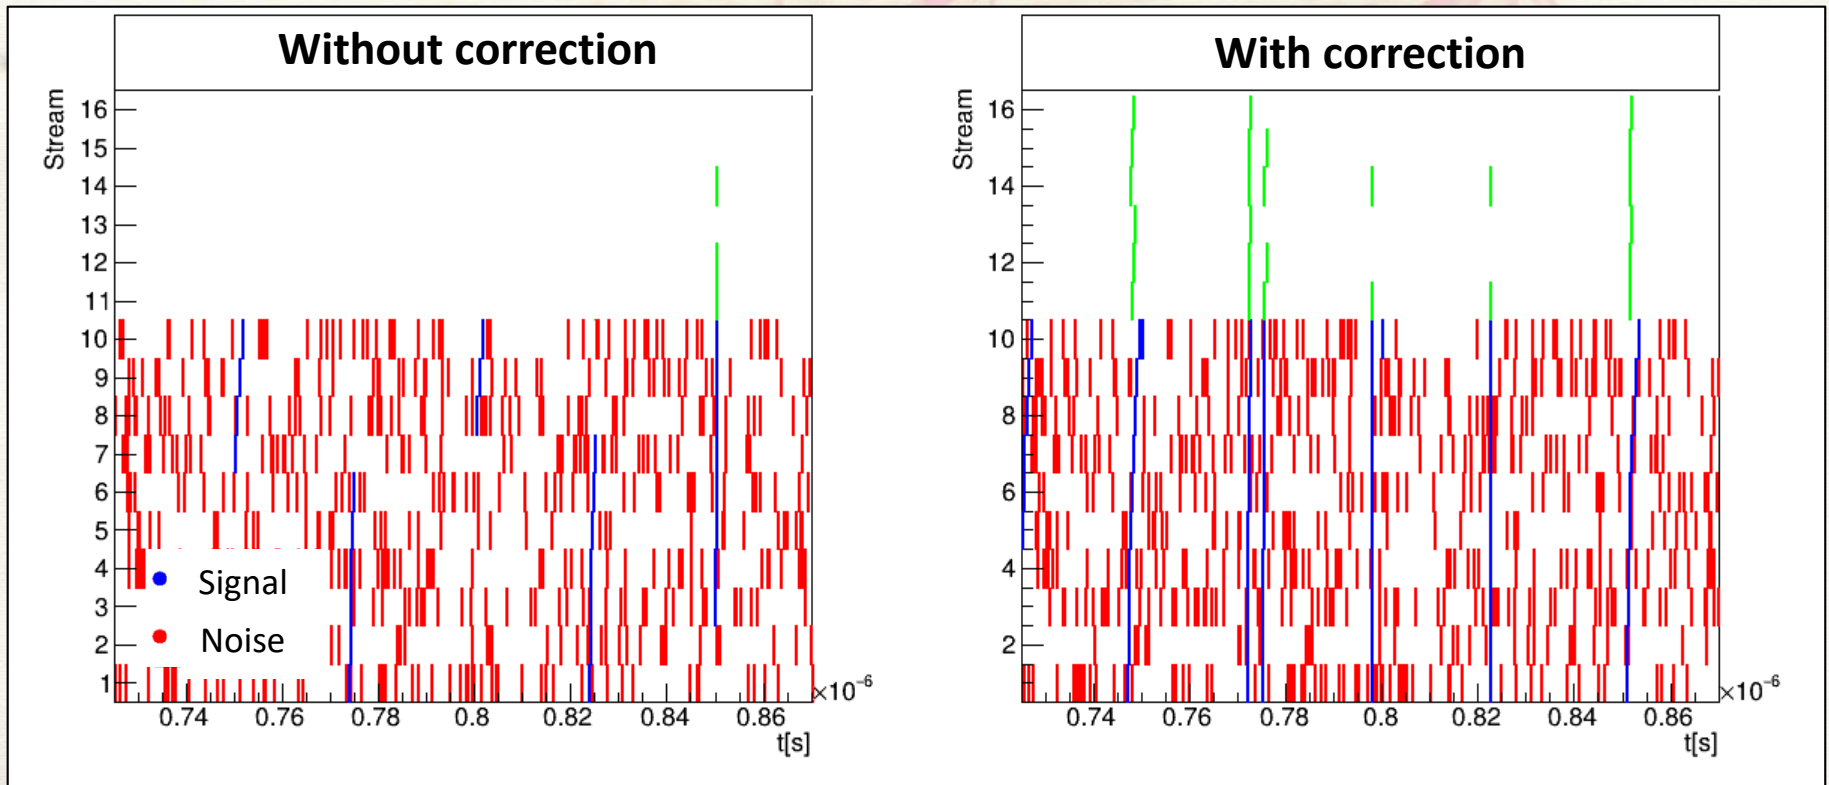 Without correction
Stream
16
15
14
13
12
11
10
9
8
7
6
5
4
3
2
1
Signal
Noise
0.74 0.76 0.78 0.8 0.82 0.84 0.86
×10⁻⁶
t[s]
With correction
Stream
16
14
12
10
8
6
4
2
0.74 0.76 0.78 0.8 0.82 0.84 0.86
×10⁻⁶
t[s]